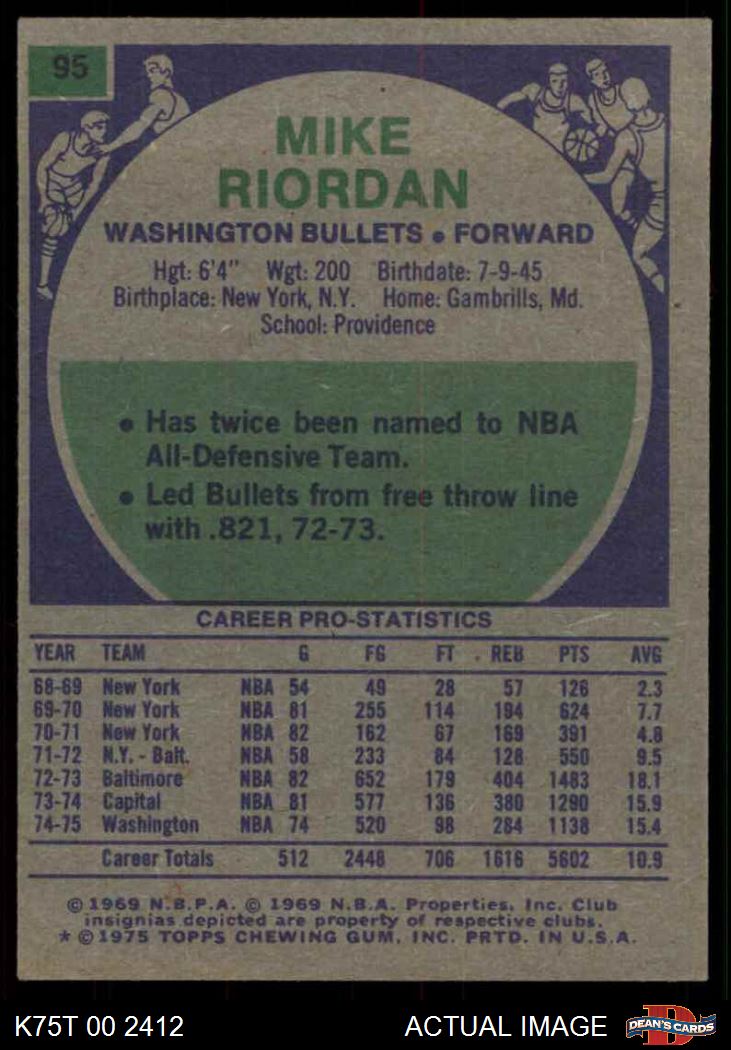 95
MIKE
RIORDAN
WASHINGTON BULLETS • FORWARD
Hgt: 6'4" Wgt: 200 Birthdate: 7-9-45
Birthplace: New York, N.Y. Home: Gambrills, Md.
School: Providence
• Has twice been named to NBA
All-Defensive Team.
• Led Bullets from free throw line
with .821, 72-73.
CAREER PRO-STATISTICS
YEAR TEAM G FG FT REB PTS AVG
68-69 New York NBA 54 49 28 57 126 2.3
69-70 New York NBA 81 255 114 194 624 7.7
70-71 New York NBA 82 162 67 169 391 4.8
71-72 N.Y. - Balt. NBA 58 233 84 128 550 9.5
72-73 Baltimore NBA 82 652 179 404 1483 18.1
73-74 Capital NBA 81 577 136 380 1290 15.9
74-75 Washington NBA 74 520 98 284 1138 15.4
Career Totals 512 2448 706 1616 5602 10.9
© 1969 N.B.P.A. © 1969 N.B.A. Properties, Inc. Club
insignias depicted are property of respective clubs.
* © 1975 TOPPS CHEWING GUM, INC. PRTD. IN U.S.A.
K75T 00 2412 ACTUAL IMAGE DEAN'S CARDS